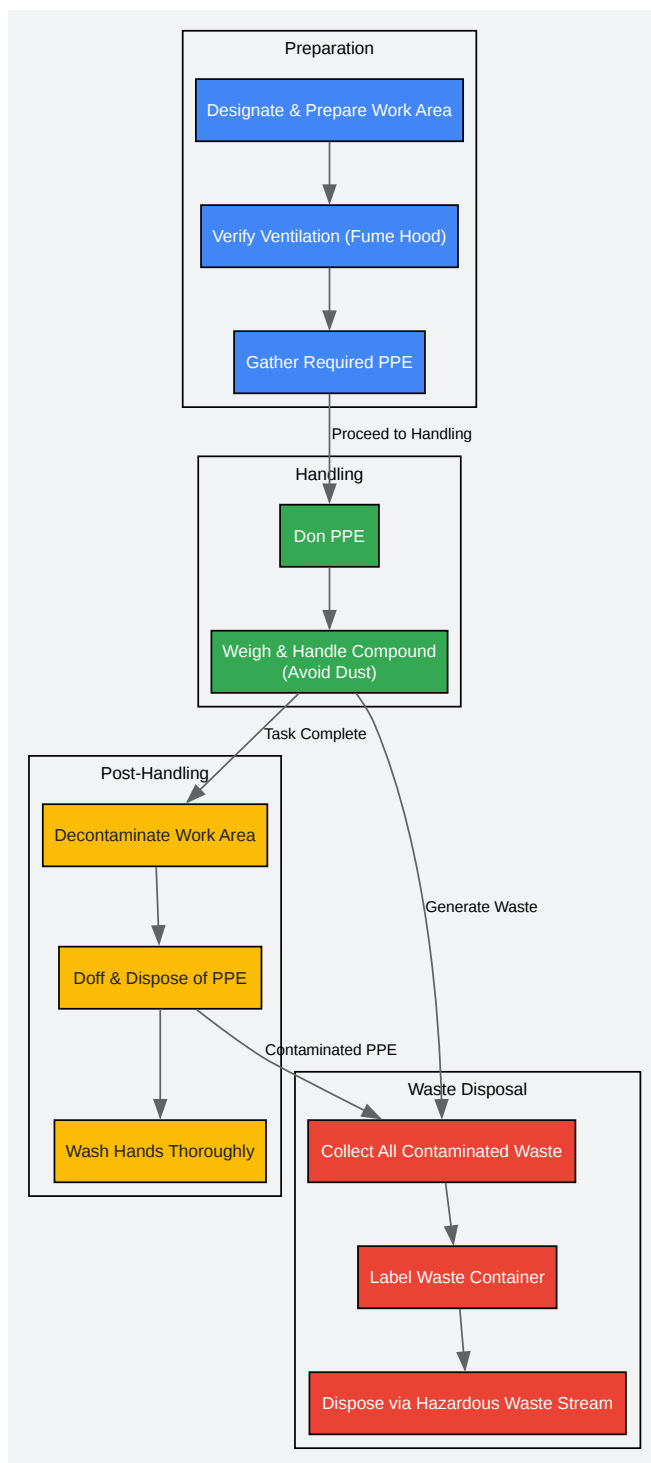 Preparation
Designate & Prepare Work Area
Verify Ventilation (Fume Hood)
Gather Required PPE
Proceed to Handling
Handling
Don PPE
Weigh & Handle Compound
(Avoid Dust)
Task Complete
Post-Handling
Decontaminate Work Area
Generate Waste
Doff & Dispose of PPE
Contaminated PPE
Waste Disposal
Wash Hands Thoroughly
Collect All Contaminated Waste
Label Waste Container
Dispose via Hazardous Waste Stream